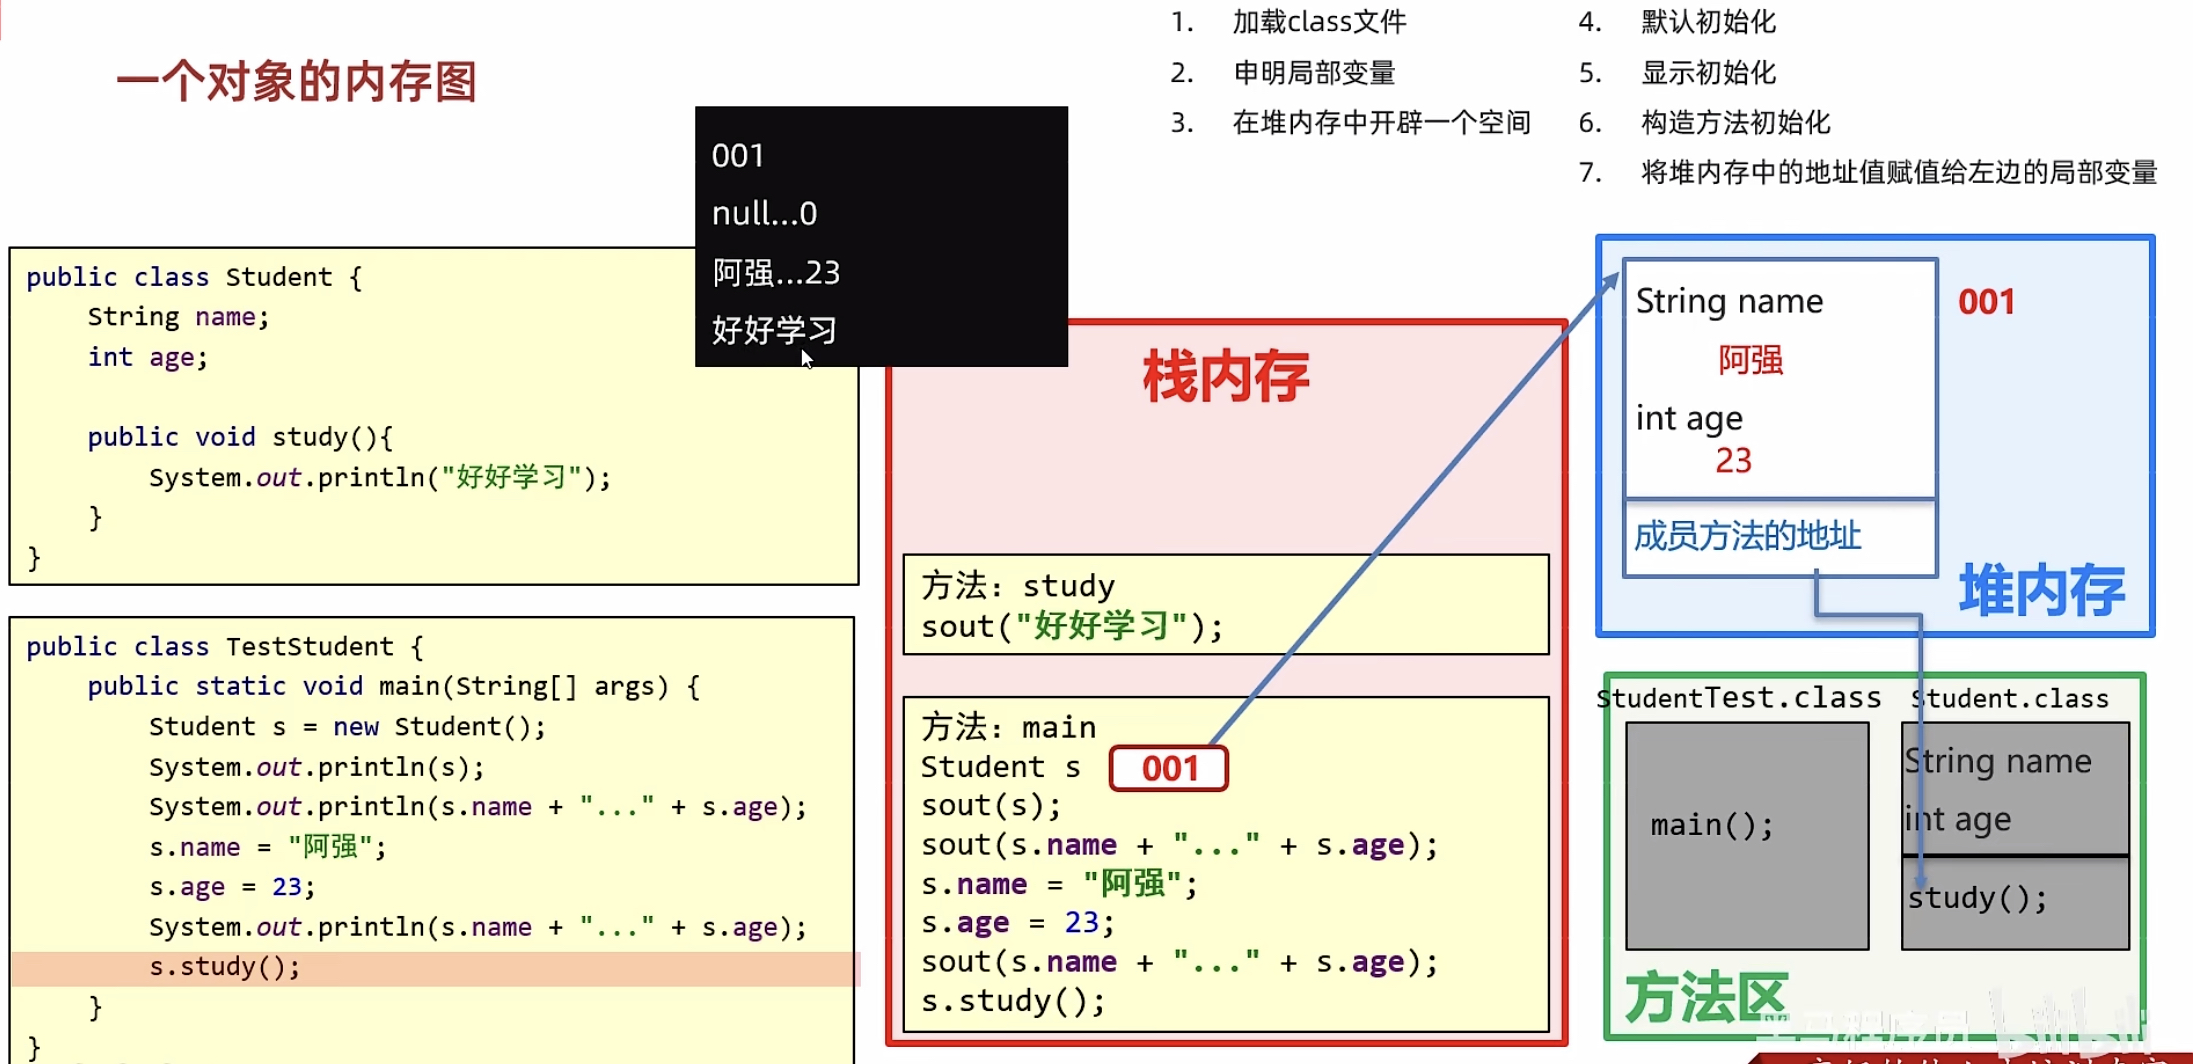 一个对象的内存图
1. 加载class文件
2. 申明局部变量
3. 在堆内存中开辟一个空间
4. 默认初始化
5. 显示初始化
6. 构造方法初始化
7. 将堆内存中的地址值赋值给左边的局部变量
001
null...0
阿强...23
好好学习
public class Student {
String name;
int age;
public void study(){
System.out.println("好好学习");
}
}
public class TestStudent {
public static void main(String[] args) {
Student s = new Student();
System.out.println(s);
System.out.println(s.name + "..." + s.age);
s.name = "阿强";
s.age = 23;
System.out.println(s.name + "..." + s.age);
s.study();
}
}
栈内存
方法：study
sout("好好学习");
方法：main
Student s 001
sout(s);
sout(s.name + "..." + s.age);
s.name = "阿强";
s.age = 23;
sout(s.name + "..." + s.age);
s.study();
String name
001
阿强
int age
23
成员方法的地址
堆内存
studentTest.class
student.class
main();
String name
int age
study();
方法区
黑马程序员
bilibili